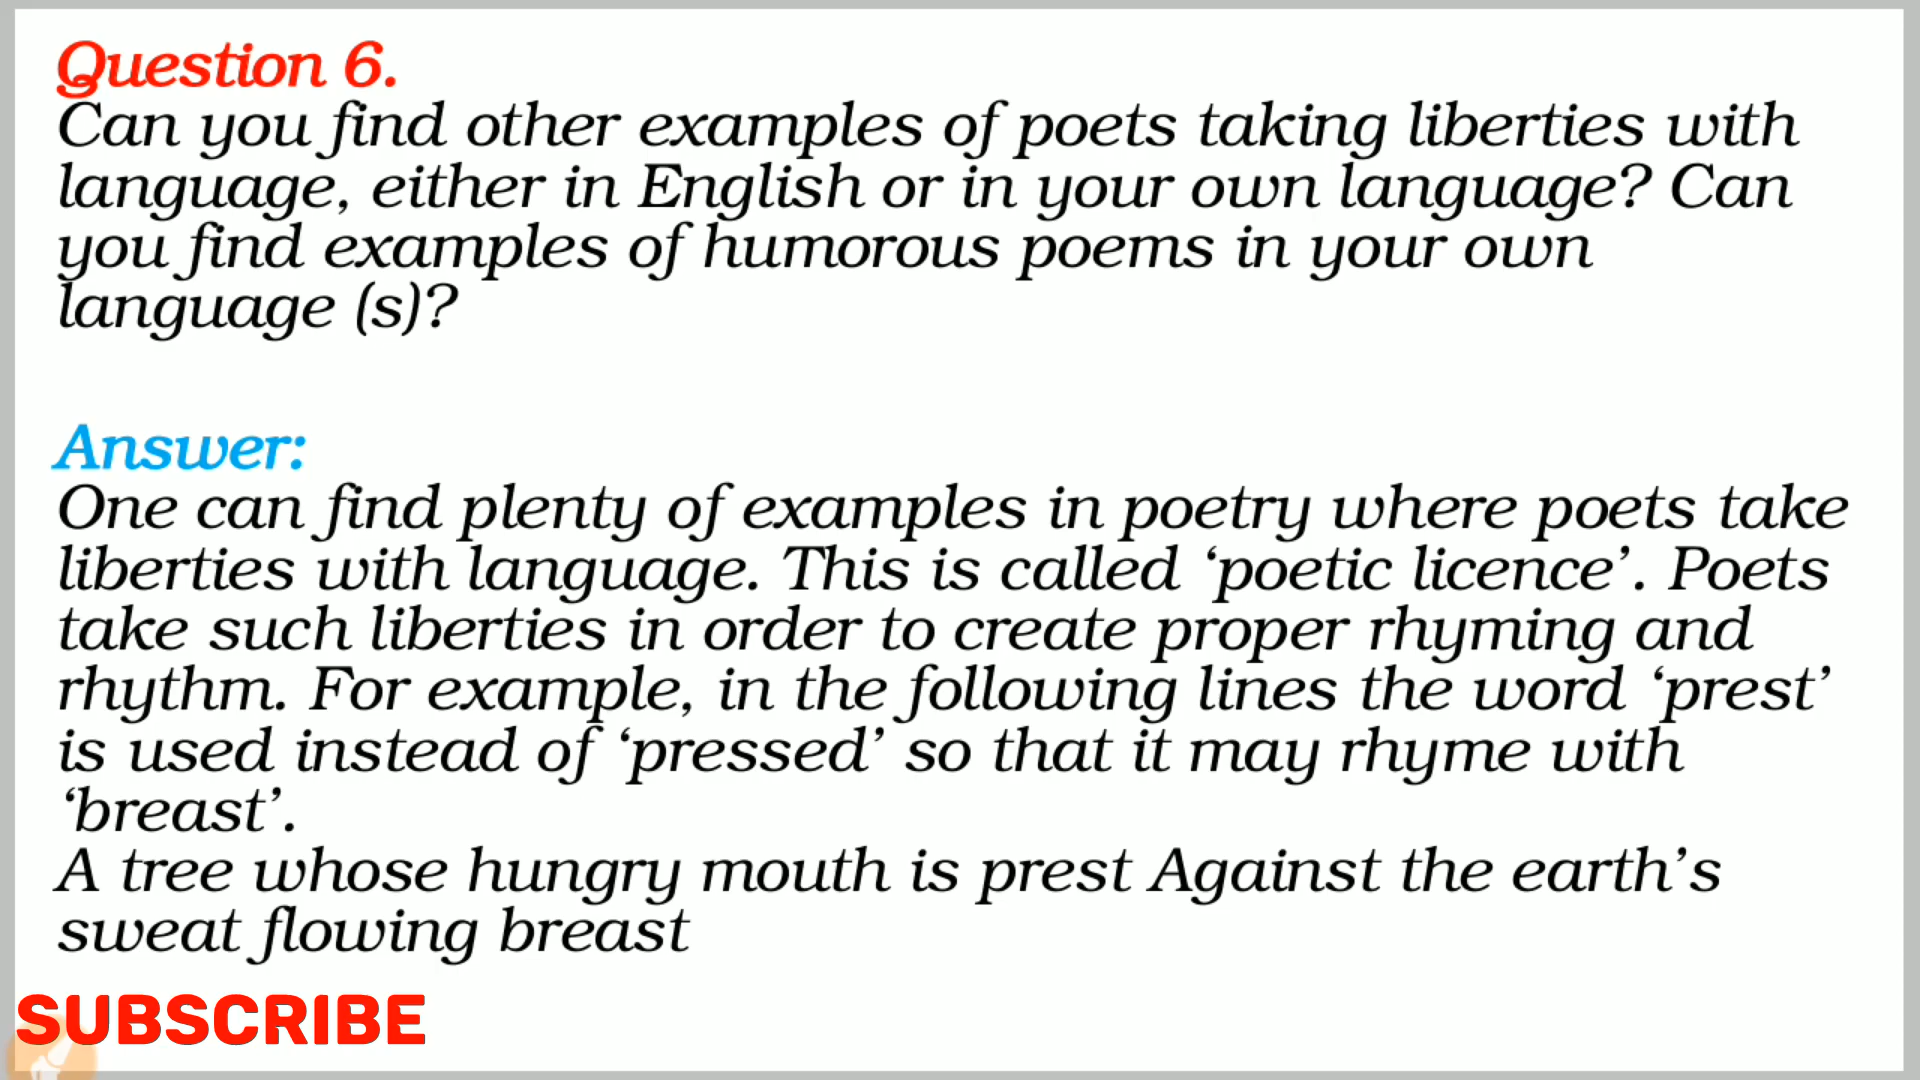 Question 6.
Can you find other examples of poets taking liberties with
language, either in English or in your own language? Can
you find examples of humorous poems in your own
language (s)?
Answer:
One can find plenty of examples in poetry where poets take
liberties with language. This is called ‘poetic licence’. Poets
take such liberties in order to create proper rhyming and
rhythm. For example, in the following lines the word ‘prest’
is used instead of ‘pressed’ so that it may rhyme with
‘breast’.
A tree whose hungry mouth is prest Against the earth’s
sweat flowing breast
SUBSCRIBE